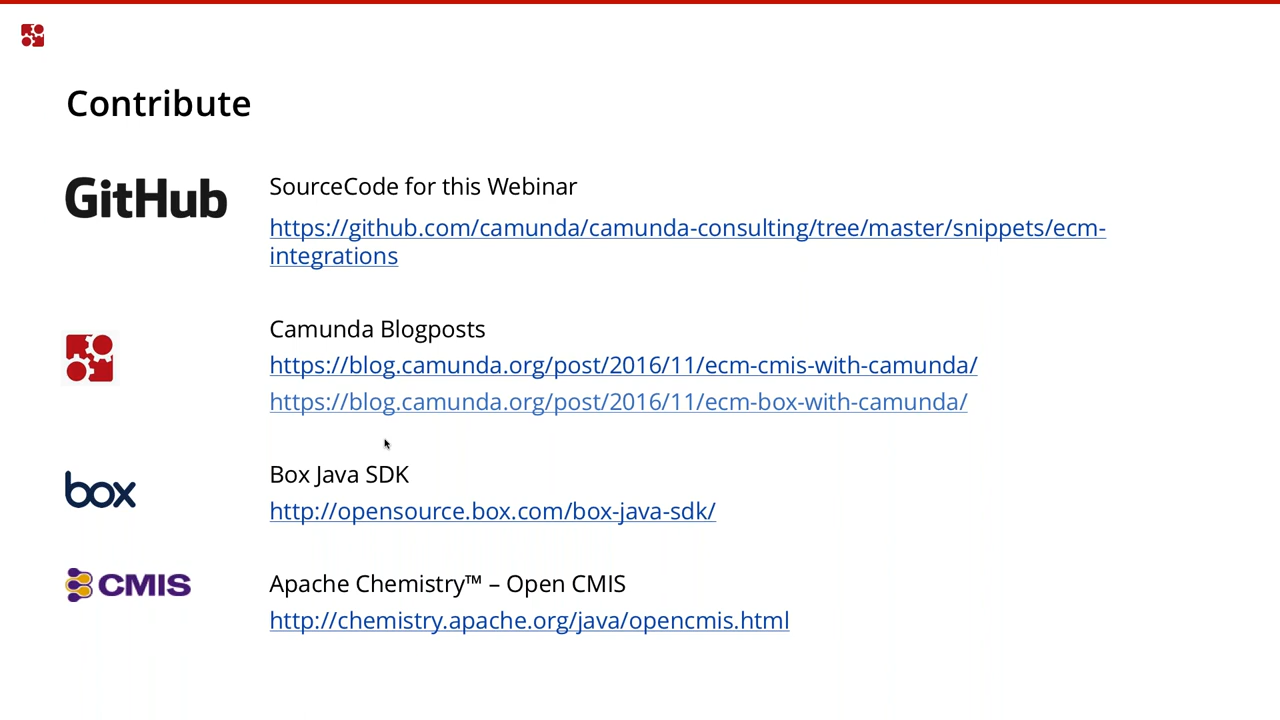 Contribute
GitHub
SourceCode for this Webinar
https://github.com/camunda/camunda-consulting/tree/master/snippets/ecm-
integrations
Camunda Blogposts
https://blog.camunda.org/post/2016/11/ecm-cmis-with-camunda/
https://blog.camunda.org/post/2016/11/ecm-box-with-camunda/
box
Box Java SDK
http://opensource.box.com/box-java-sdk/
CMIS
Apache Chemistry™ – Open CMIS
http://chemistry.apache.org/java/opencmis.html